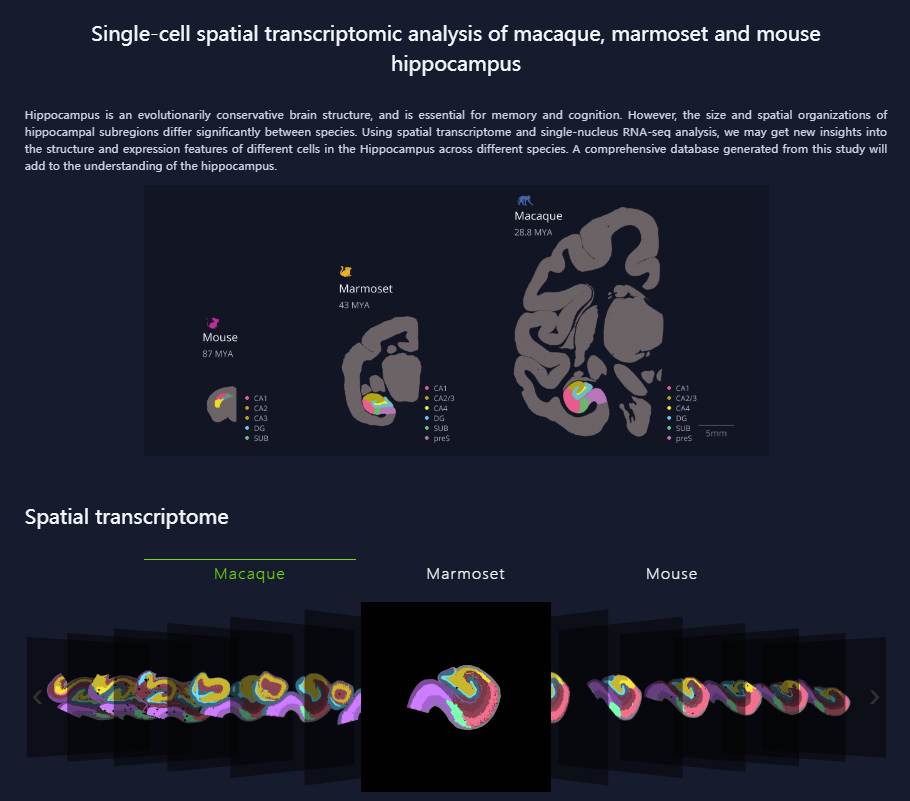 Single-cell spatial transcriptomic analysis of macaque, marmoset and mouse
hippocampus
Hippocampus is an evolutionarily conservative brain structure, and is essential for memory and cognition. However, the size and spatial organizations of
hippocampal subregions differ significantly between species. Using spatial transcriptome and single-nucleus RNA-seq analysis, we may get new insights into
the structure and expression features of different cells in the Hippocampus across different species. A comprehensive database generated from this study will
add to the understanding of the hippocampus.
Mouse
87 MYA
CA1
CA2
CA3
DG
SUB
Marmoset
43 MYA
CA1
CA2/3
CA4
DG
SUB
preS
Macaque
28.8 MYA
CA1
CA2/3
CA4
DG
SUB
preS
5mm
Spatial transcriptome
Macaque
Marmoset
Mouse